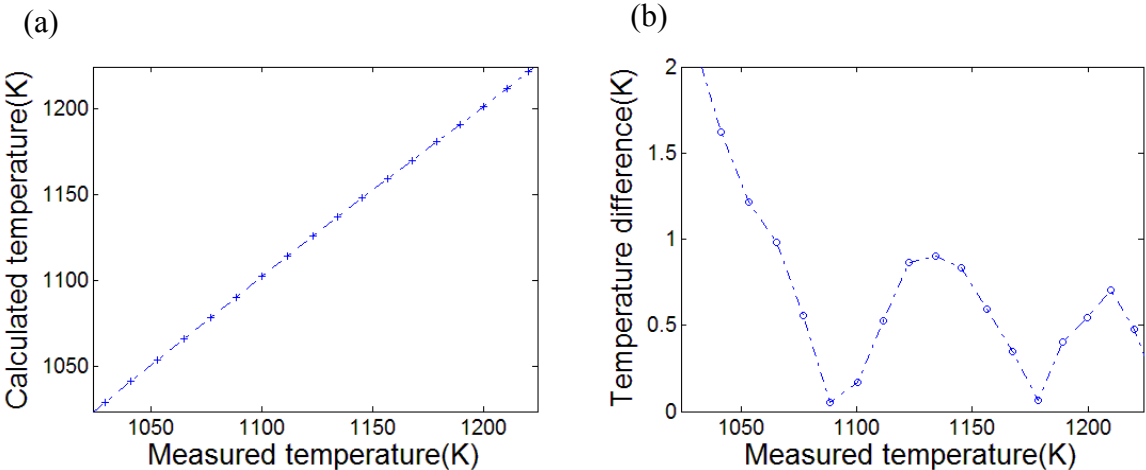 (a)
Calculated temperature(K)
1200
1150
1100
1050
1050 1100 1150 1200
Measured temperature(K)
(b)
Temperature difference(K)
2
1.5
1
0.5
0
1050 1100 1150 1200
Measured temperature(K)